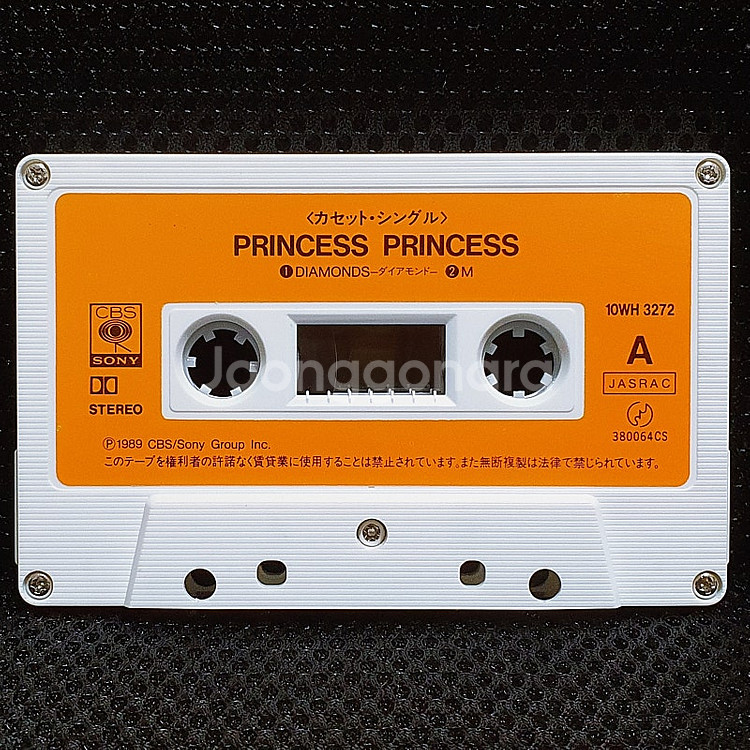 〈カセット・シングル〉
PRINCESS PRINCESS
❶DIAMONDS—ダイアモンド— ❷M
CBS
SONY
10WH 3272
A
STEREO
JASRAC
380064CS
Joonggonara
Ⓟ1989 CBS/Sony Group Inc.
このテープを権利者の許諾なく賃貸業に使用することは禁止されています。また無断複製は法律で禁じられています。